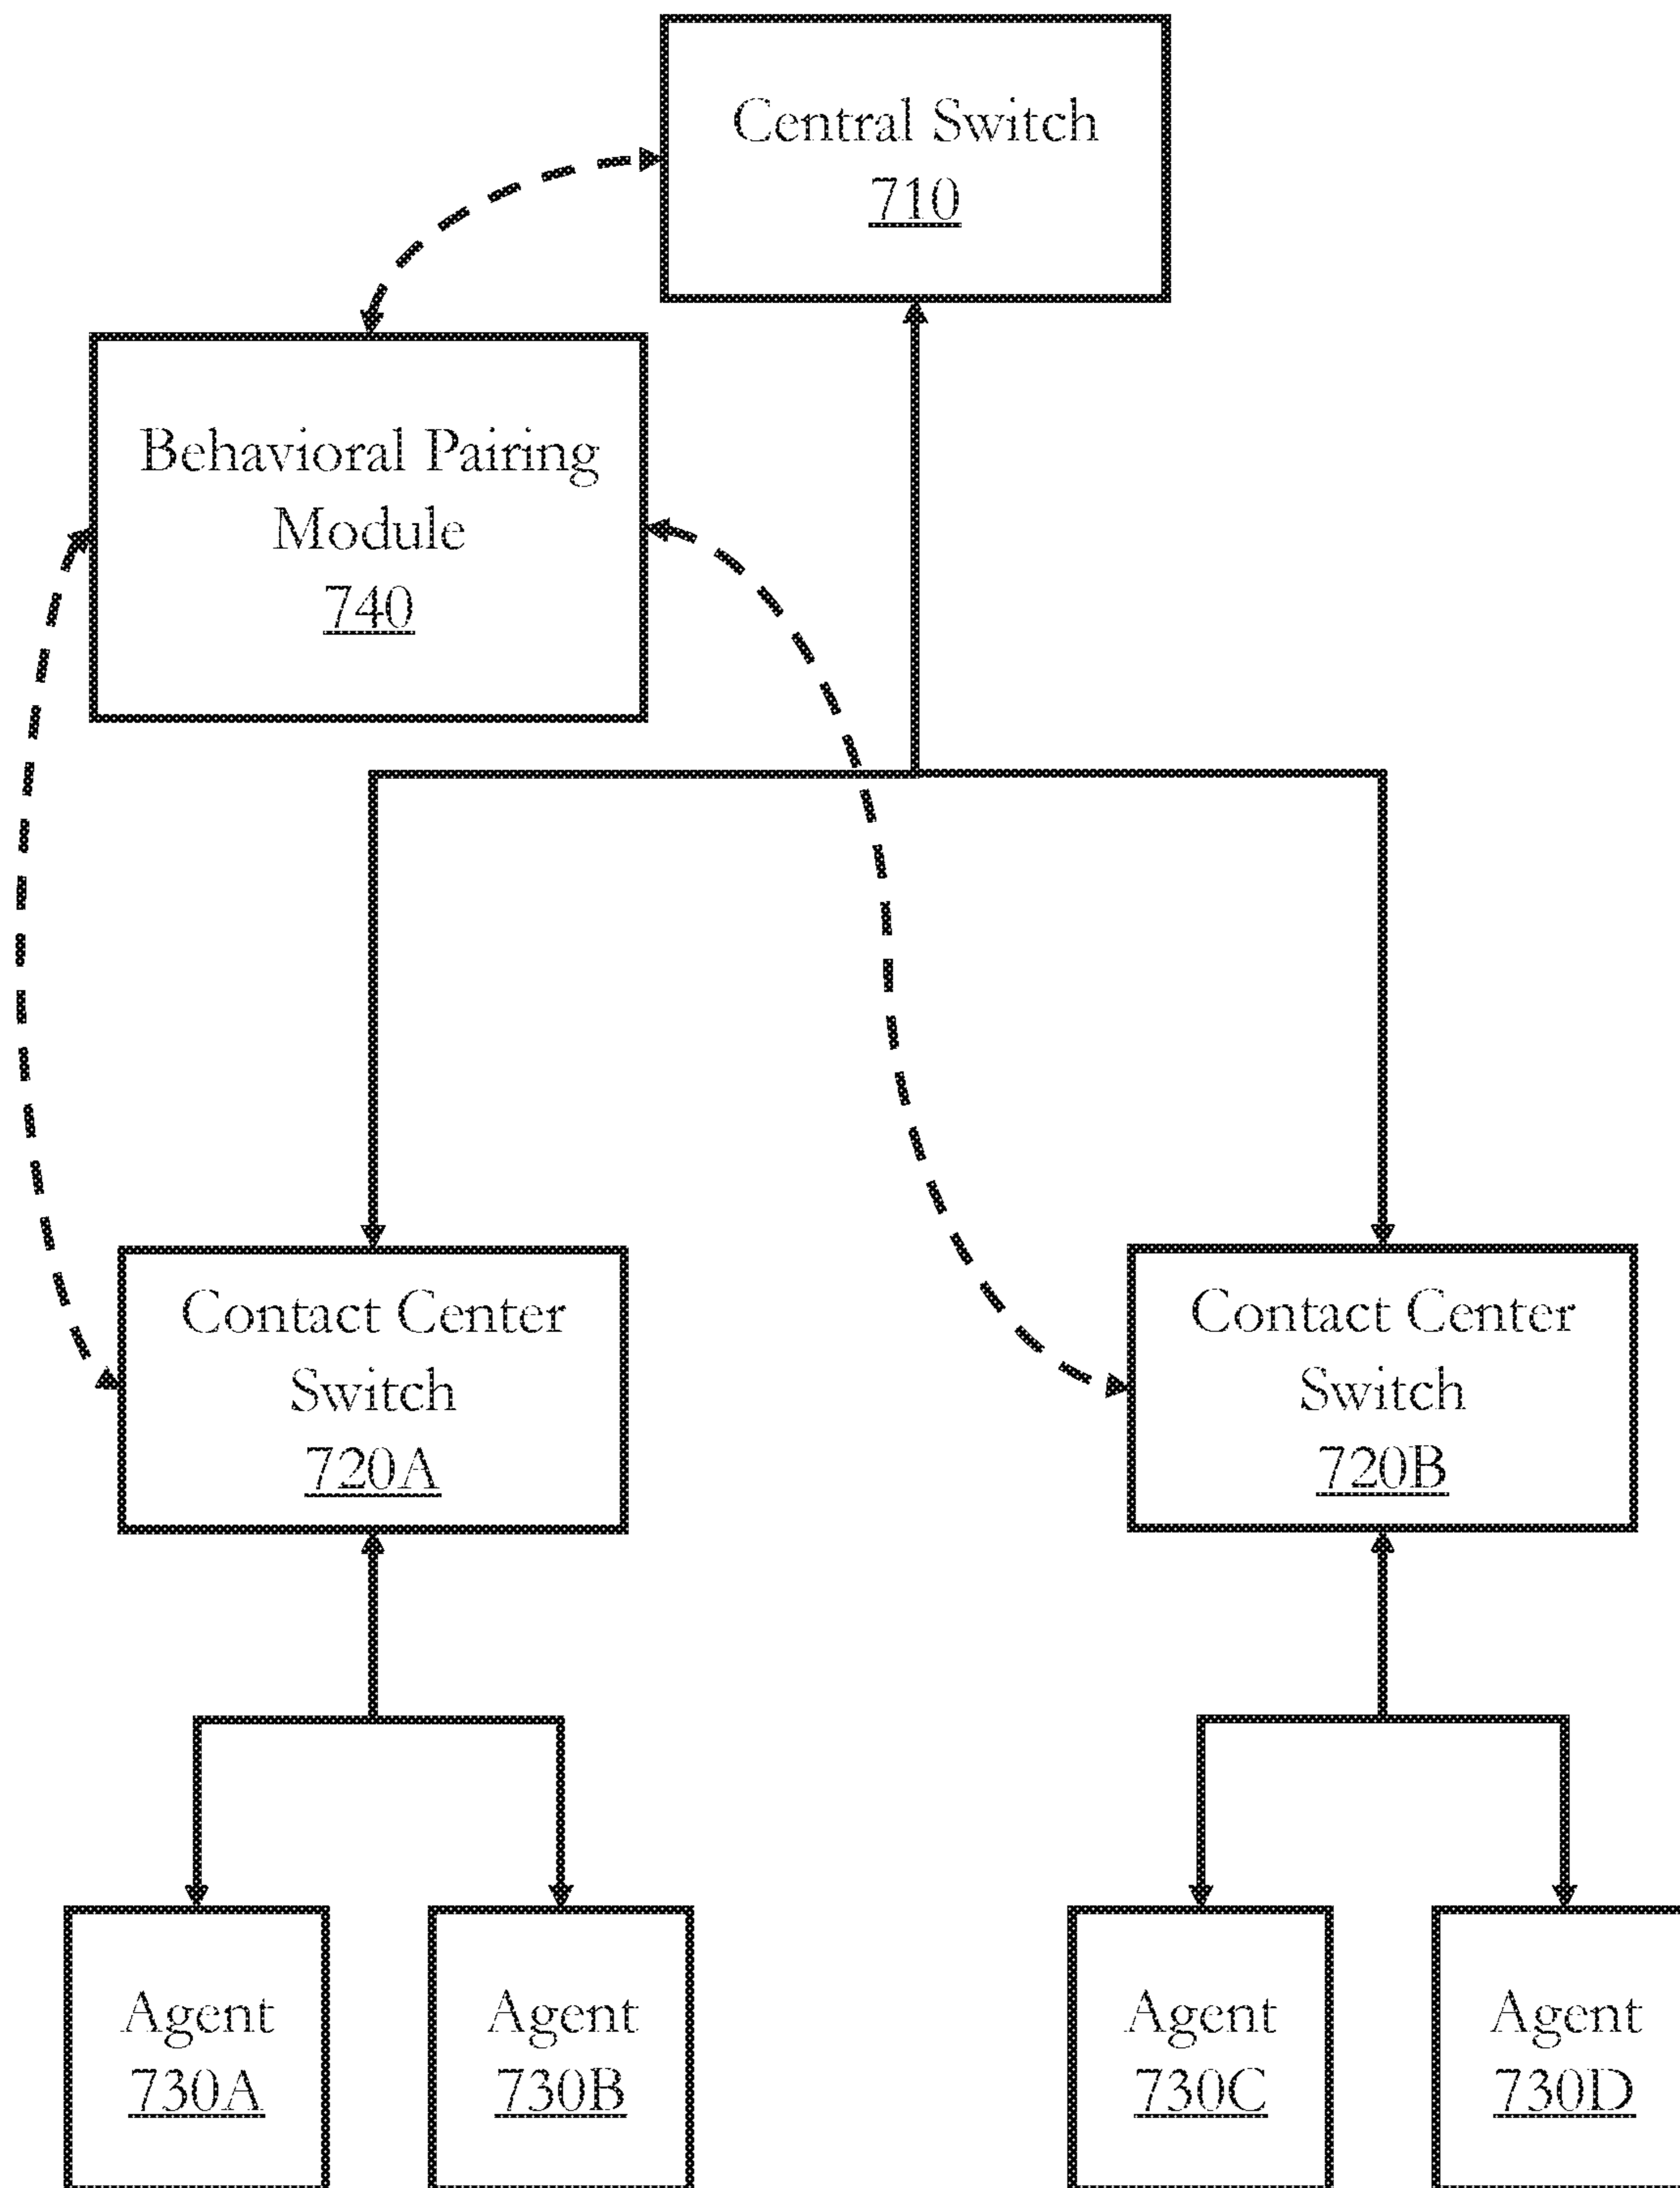 Central Switch
710
Behavioral Pairing
Module
740
Contact Center
Switch
720A
Contact Center
Switch
720B
Agent
730A
Agent
730B
Agent
730C
Agent
730D